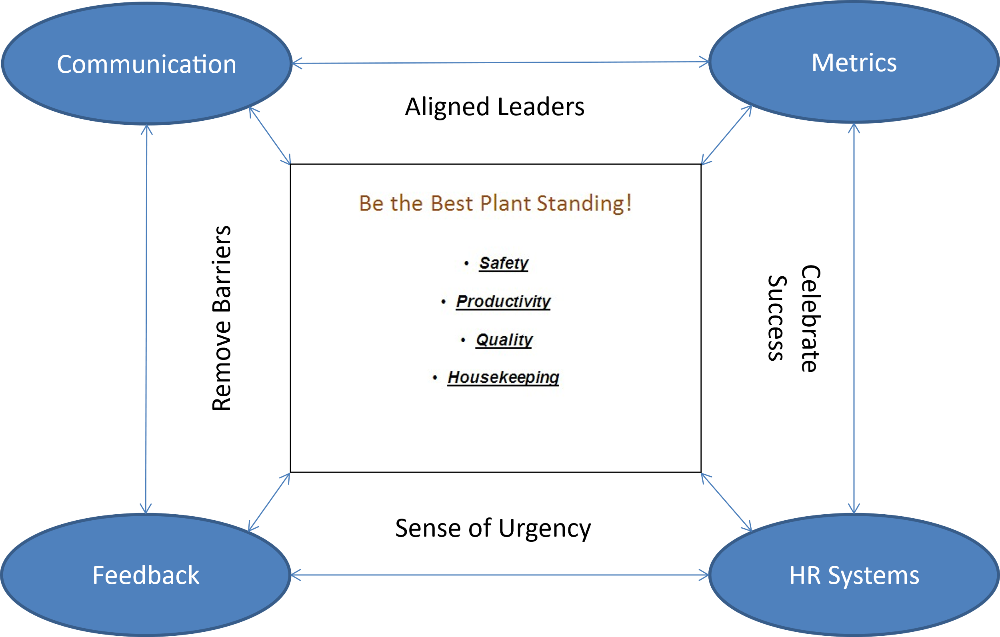 Communication
Metrics
Aligned Leaders
Be the Best Plant Standing!
• Safety
• Productivity
• Quality
• Housekeeping
Remove Barriers
Celebrate
Success
Sense of Urgency
Feedback
HR Systems